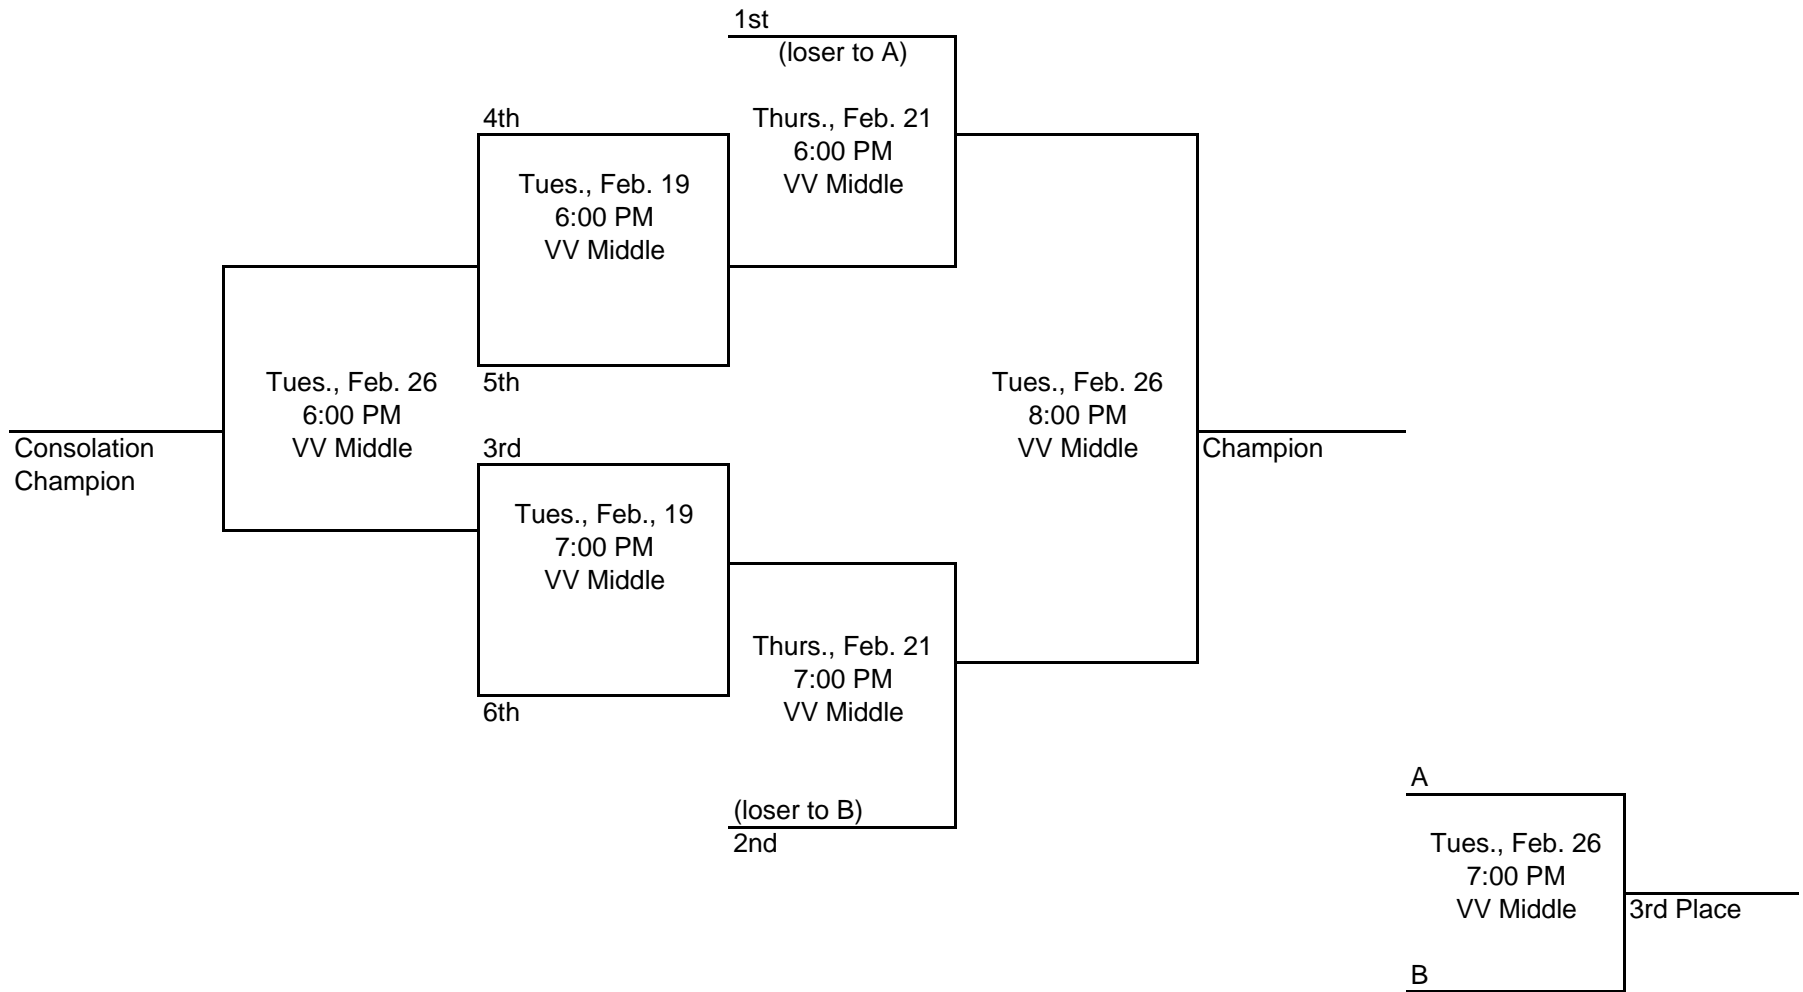 1st
(loser to A)
4th
Thurs., Feb. 21
6:00 PM
VV Middle
Tues., Feb. 19
6:00 PM
VV Middle
5th
Tues., Feb. 26
6:00 PM
VV Middle
Consolation
Champion
3rd
Tues., Feb. 26
8:00 PM
VV Middle
Champion
Tues., Feb., 19
7:00 PM
VV Middle
6th
Thurs., Feb. 21
7:00 PM
VV Middle
(loser to B)
2nd
A
Tues., Feb. 26
7:00 PM
VV Middle
3rd Place
B